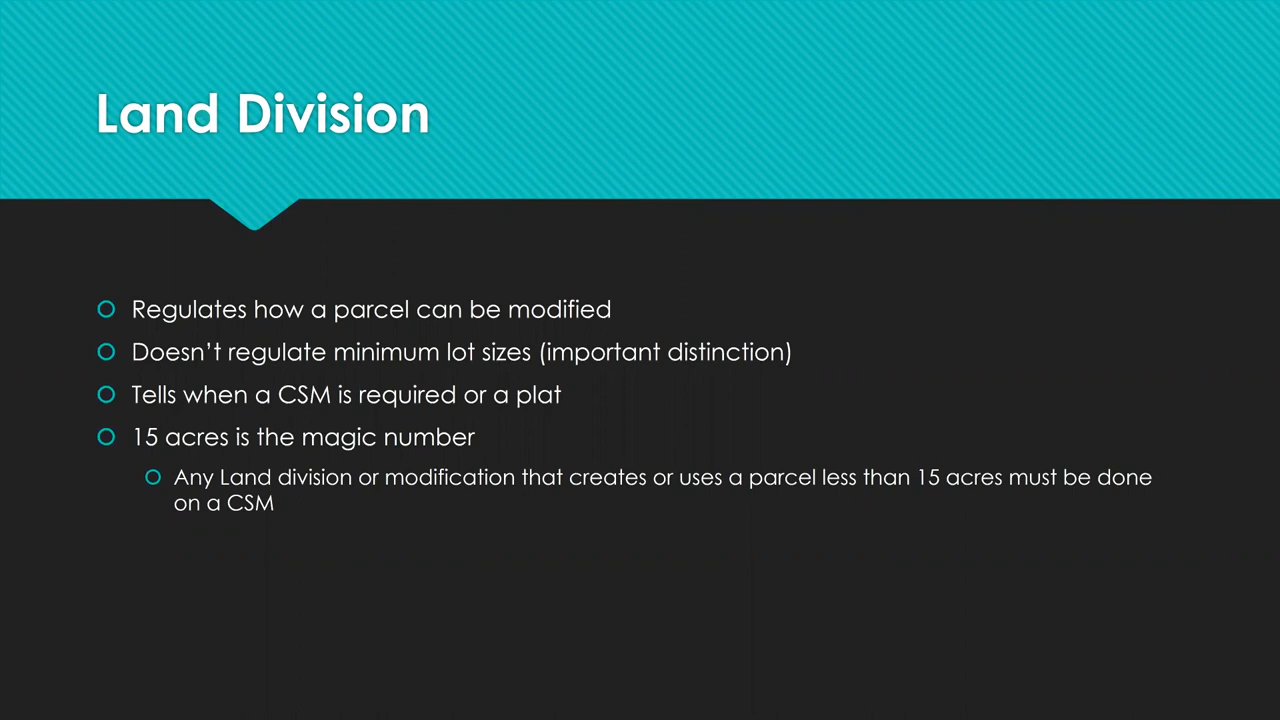 Land Division
Regulates how a parcel can be modified
Doesn’t regulate minimum lot sizes (important distinction)
Tells when a CSM is required or a plat
15 acres is the magic number
Any Land division or modification that creates or uses a parcel less than 15 acres must be done
on a CSM